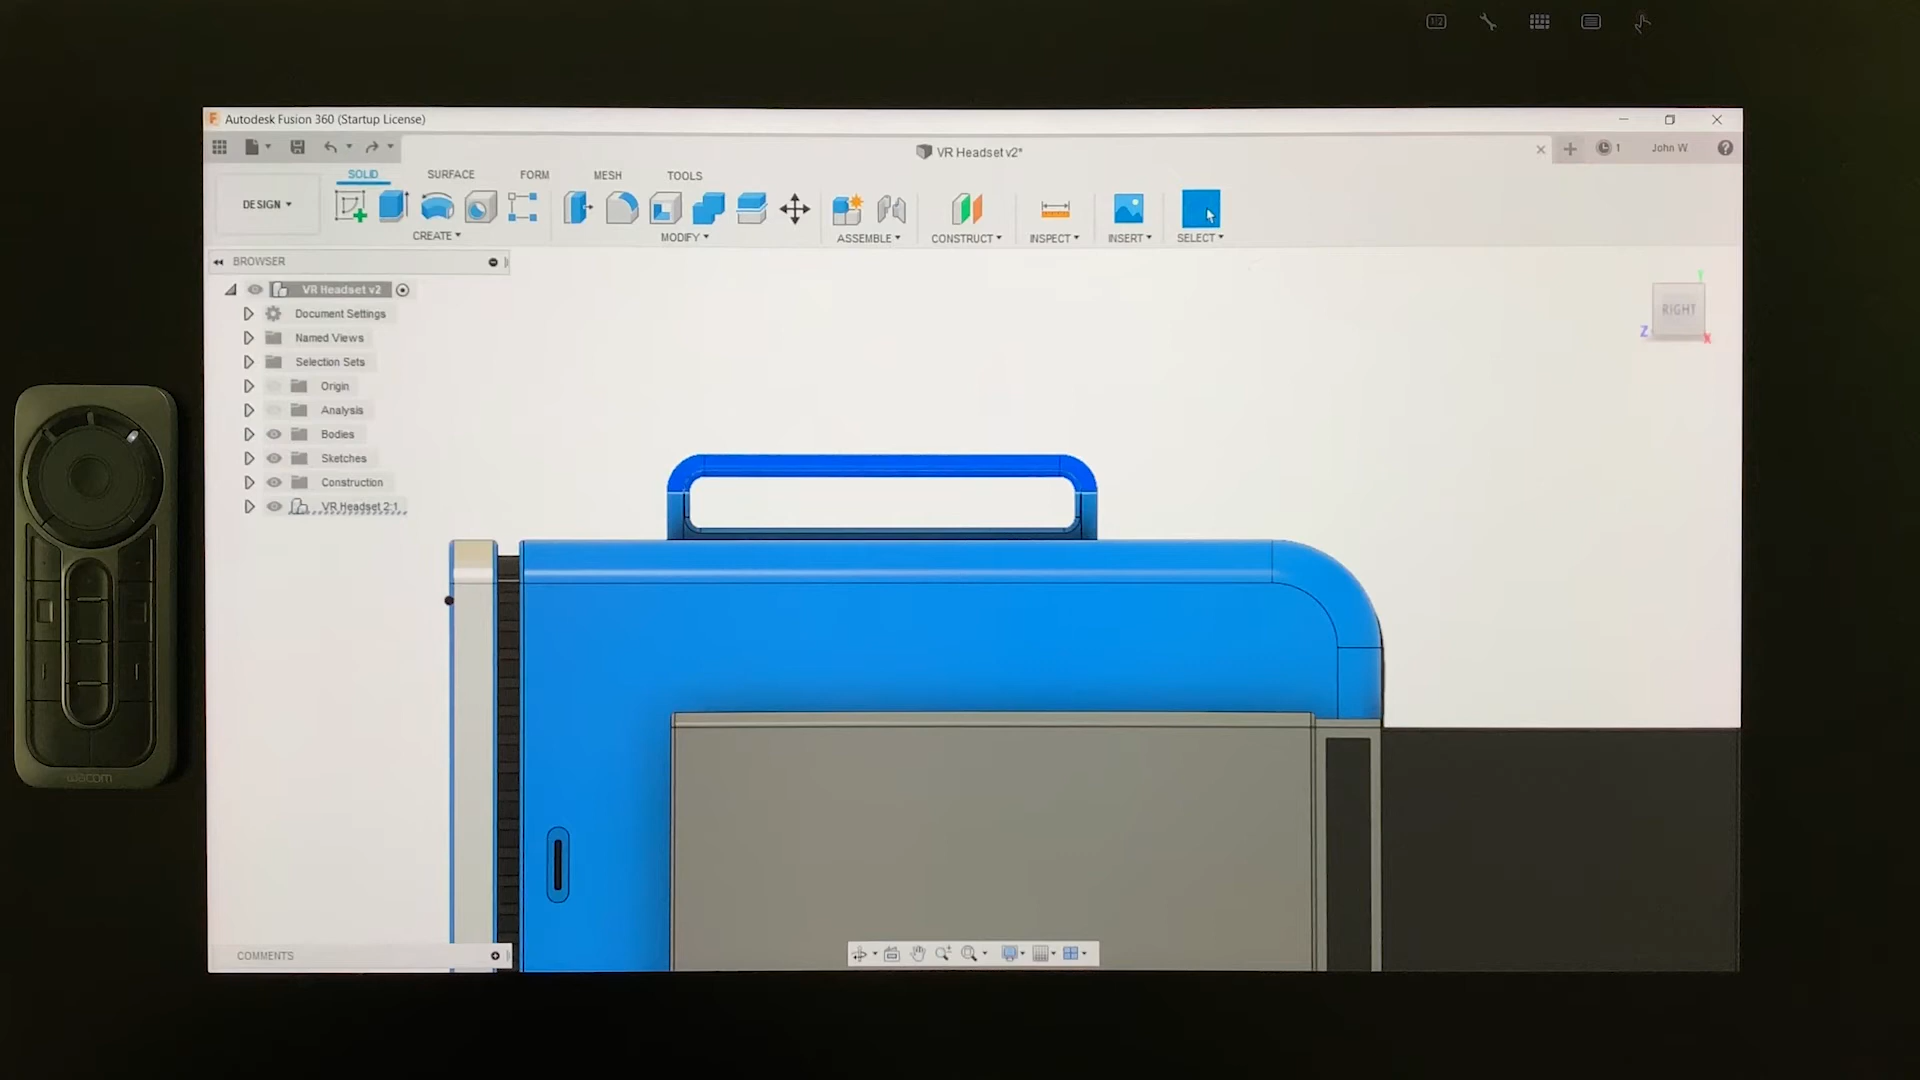 Autodesk Fusion 360 (Startup License)
VR Headset v2*
1
John W
SOLID
SURFACE
FORM
MESH
TOOLS
DESIGN
CREATE
MODIFY
ASSEMBLE
CONSTRUCT
INSPECT
INSERT
SELECT
BROWSER
VR Headset v2
Document Settings
Named Views
Selection Sets
Origin
Analysis
Bodies
Sketches
Construction
VR Headset 2:1
Y
RIGHT
Z
X
wacom
COMMENTS